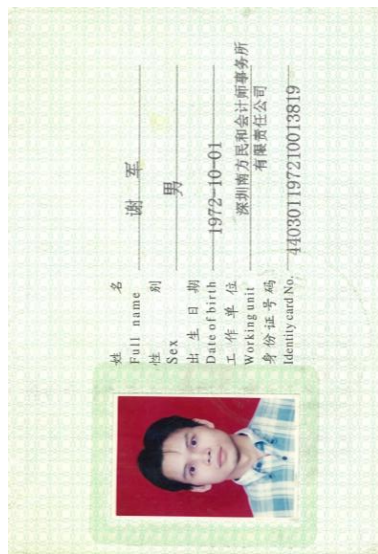 姓 名 谢 军
Full name
性 别 男
Sex
出 生 日 期
Date of birth 1972-10-01
工 作 单 位 深圳南方民和会计师事务所
Working unit 有限责任公司
身 份 证 号 码
Identity card No. 440301197210013819